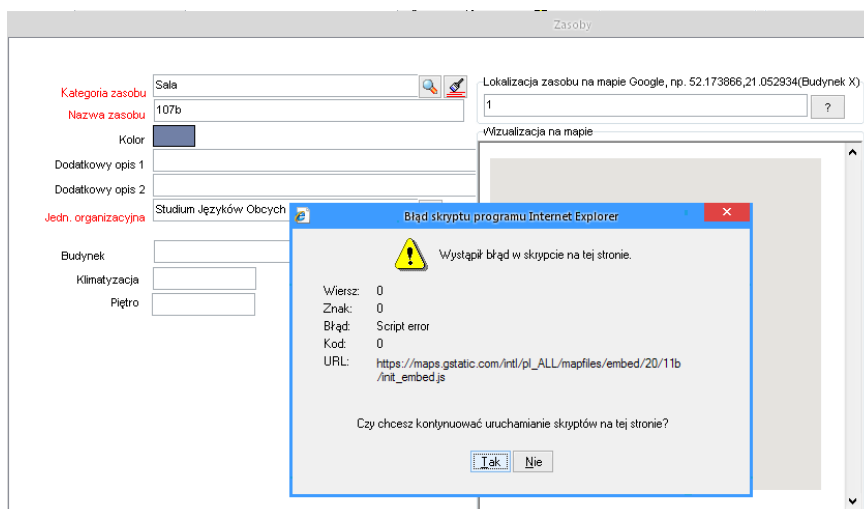 Zasoby
Kategoria zasobu
Sala
Lokalizacja zasobu na mapie Google, np. 52.173866,21.052934(Budynek X)
Nazwa zasobu
107b
1
?
Kolor
Wizualizacja na mapie
Dodatkowy opis 1
Dodatkowy opis 2
Jedn. organizacyjna
Studium Języków Obcych
Budynek
Klimatyzacja
Piętro
Błąd skryptu programu Internet Explorer
Wystąpił błąd w skrypcie na tej stronie.
Wiersz: 0
Znak: 0
Błąd: Script error
Kod: 0
URL: https://maps.gstatic.com/intl/pl_ALL/mapfiles/embed/20/11b
/init_embed.js
Czy chcesz kontynuować uruchamianie skryptów na tej stronie?
Tak
Nie